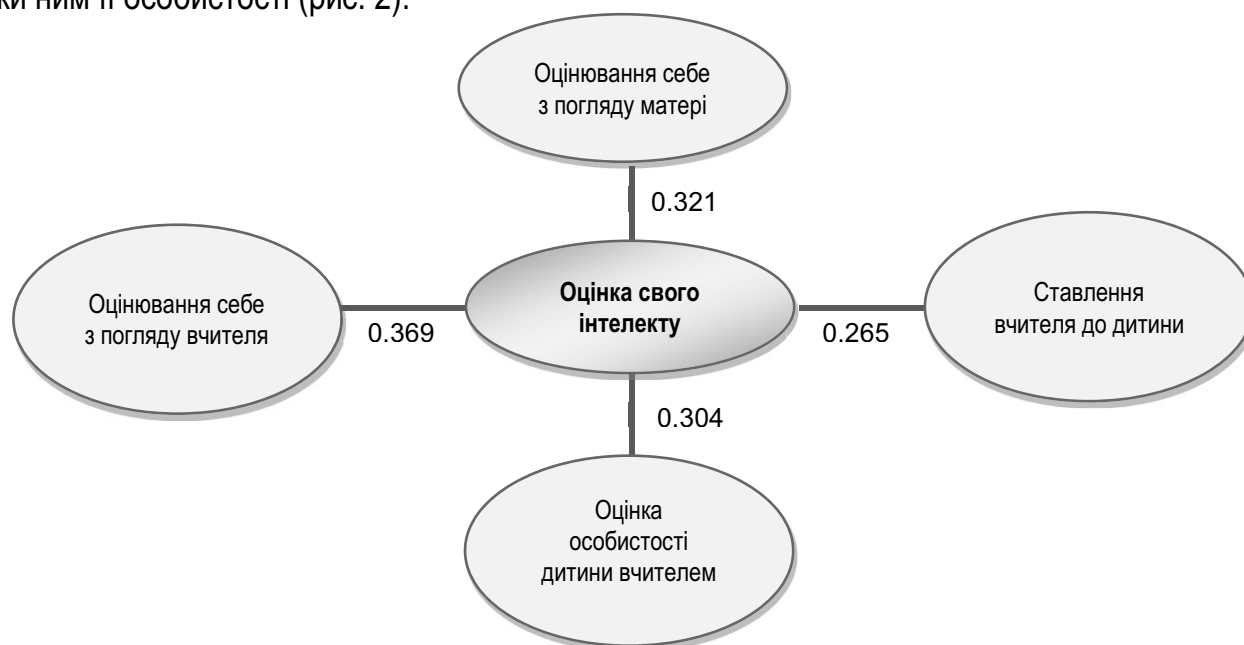 ки ним її особистості (рис. 2).
Оцінювання себе
з погляду матері
0.321
Оцінювання себе
з погляду вчителя
0.369
Оцінка свого
інтелекту
0.265
Ставлення
вчителя до дитини
0.304
Оцінка
особистості
дитини вчителем